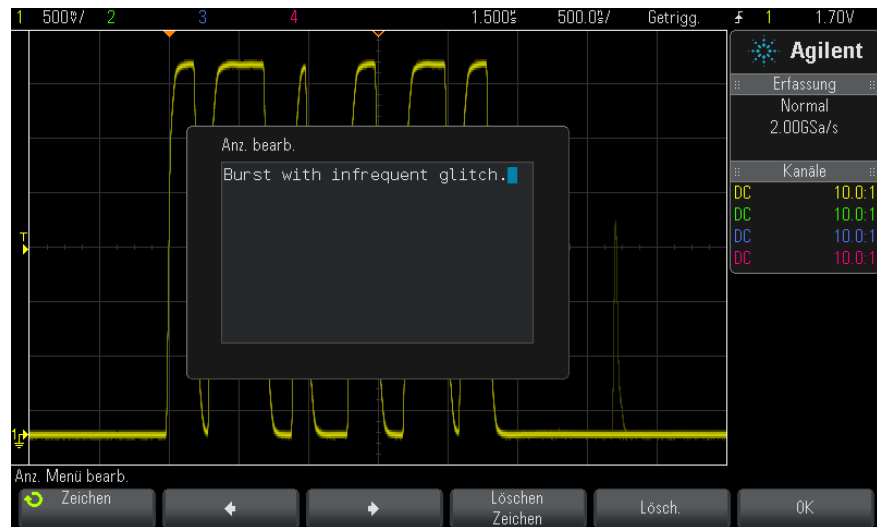 1 500♈/ 2 3 4 1.500s 500.0s/ Getrigg. 1 1.70V
Agilent
Erfassung
Normal
2.00GSa/s
Kanäle
DC 10.0:1
DC 10.0:1
DC 10.0:1
DC 10.0:1
Anz. bearb.
Burst with infrequent glitch.
T
1
Anz. Menü bearb.
Zeichen
Löschen
Zeichen
Lösch.
OK